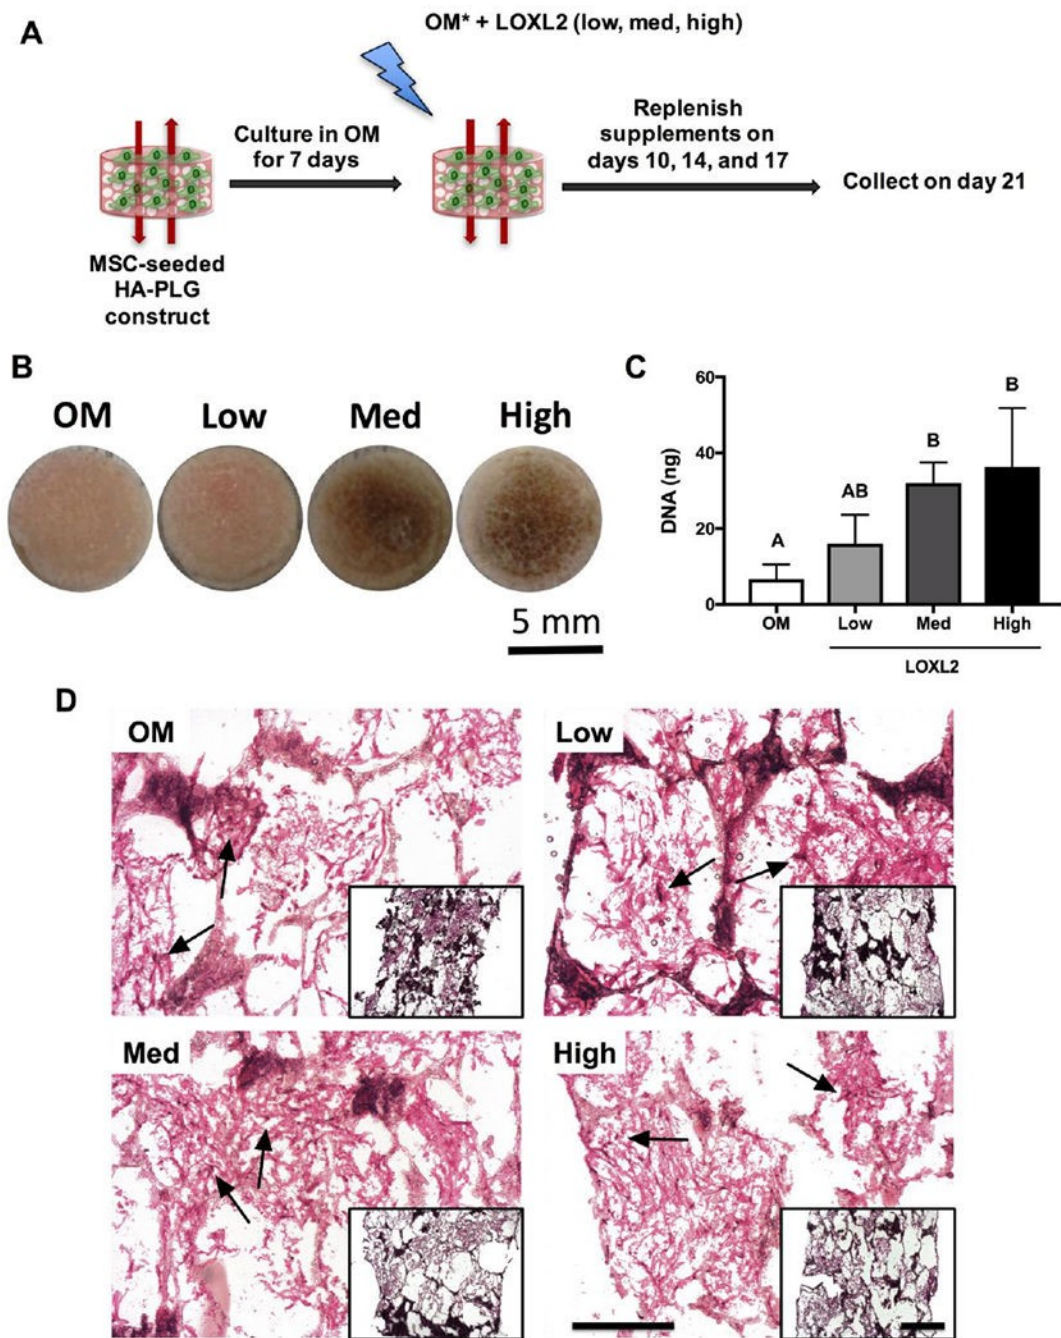 A
OM* + LOXL2 (low, med, high)
Culture in OM
for 7 days
Replenish
supplements on
days 10, 14, and 17
Collect on day 21
MSC-seeded
HA-PLG
construct
B
OM Low Med High
5 mm
C
DNA (ng)
60
40
20
0
A
AB
B
B
OM Low Med High
LOXL2
D
OM
Low
Med
High